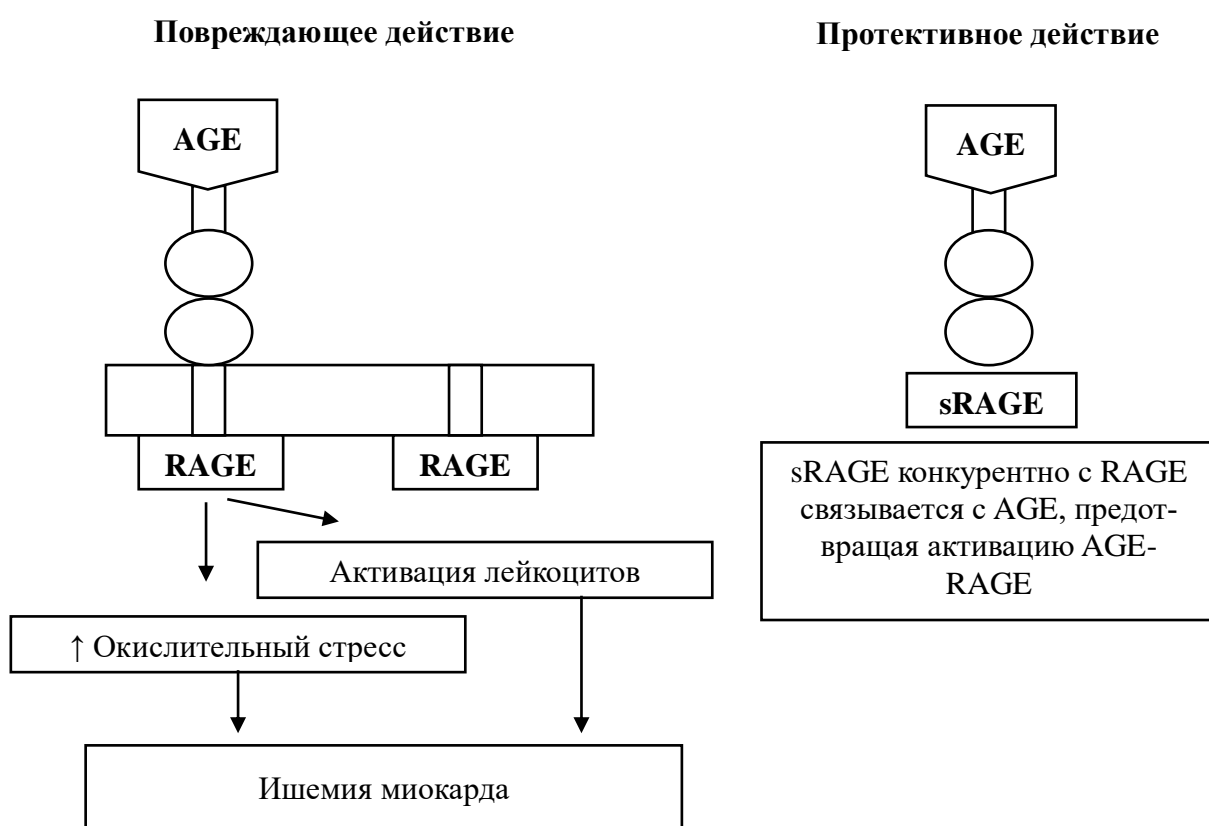 Повреждающее действие
AGE
RAGE
RAGE
Активация лейкоцитов
↑ Окислительный стресс
Ишемия миокарда
Протективное действие
AGE
sRAGE
sRAGE конкурентно с RAGE
связывается с AGE, предот-
вращая активацию AGE-
RAGE